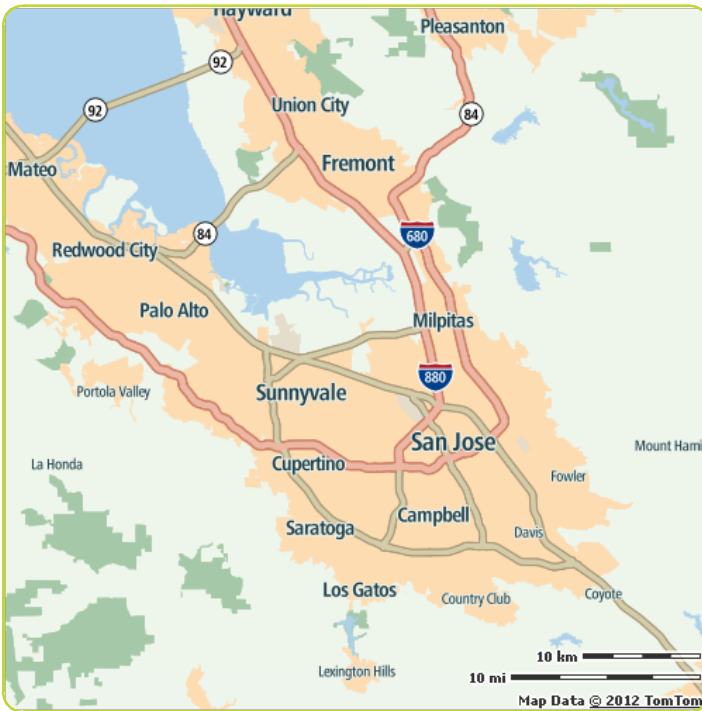 Hayward
Pleasanton
92
92
Union City
84
Mateo
Fremont
84
680
Redwood City
Palo Alto
Milpitas
880
Portola Valley
Sunnyvale
San Jose
Mount Hami
La Honda
Cupertino
Fowler
Saratoga
Campbell
Davis
Los Gatos
Country Club
Coyote
10 km
Lexington Hills
10 mi
Map Data © 2012 TomTom